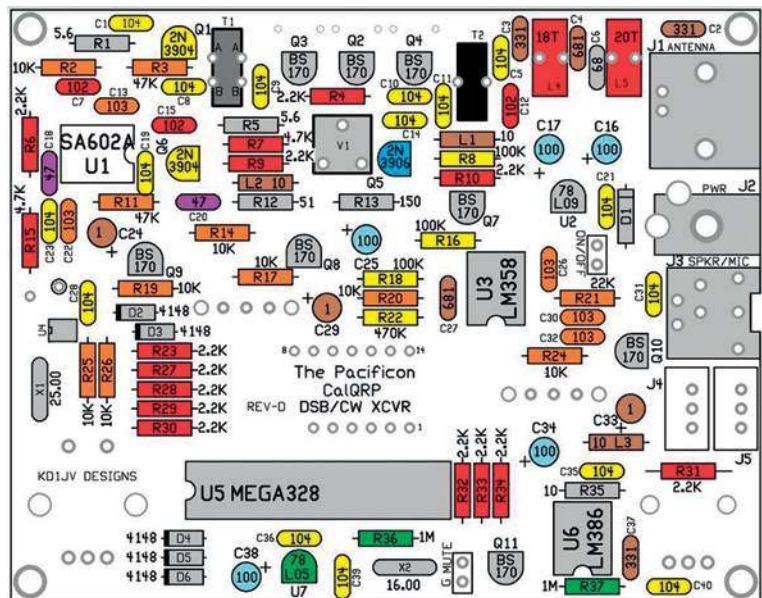 C1 104
5.6 R1
2N 3904 Q1
T1 A A B B
Q3 BS 170
Q2 BS 170
Q4 BS 170
T2
104 C11
C3 331
18T L4
C4 681
C6 68
20T L5
331 C2
J1 ANTENNA
10K R2
R3 47K
102 C7
C13 103
104 C8
104 C9
2.2K R4
C10 104
104
104
C5
102 C12
2.2K R6
C18 47
SA602A U1
C15 102
C19 104
Q6 2N 3904
R5 5.6
R7 4.7K
R9 2.2K
L2 10
R12 51
V1
C14
2N 3906 Q5
R13 150
L1 10
R8 100K
R10 2.2K
C17 100 +
C16 100 +
78 L09 U2
C21 104
D1
PWR J2
4.7K R15
104 C23
103 C22
R11 47K
47 C20
+ 1 C24
R14 10K
100 C25 +
100K R16
BS 170 Q7
ON/OFF
J3 SPKR/MIC
BS 170 Q9
R19 10K
R17 10K
BS 170 Q8
R18 100K
10K R20
R22 470K
681 C27
U3 LM358
103 C26
22K R21
C31 104
C30 103
C32 103
BS 170 Q10
R24 10K
C28 104
U4
D2 4148
D3 4148
+ 1 C29
X1 25.00
R25 10K
R26 10K
R23 2.2K
R27 2.2K
R28 2.2K
R29 2.2K
R30 2.2K
8 14
The Pacificon
CalQRP
REV-D DSB/CW XCVR
1
J4
J5
C33 1 +
10 L3
C34 100 +
KD1JV DESIGNS
U5 MEGA328
R32 2.2K
R33 2.2K
R34 2.2K
C35 104
10 R35
R31 2.2K
U6 LM386
C37 331
4148 D4
4148 D5
4148 D6
C38 100 +
C36 104
78 L05 U7
104 C39
R36 1M
X2 16.00
G MUTE
Q11 BS 170
1M R37
104 C40